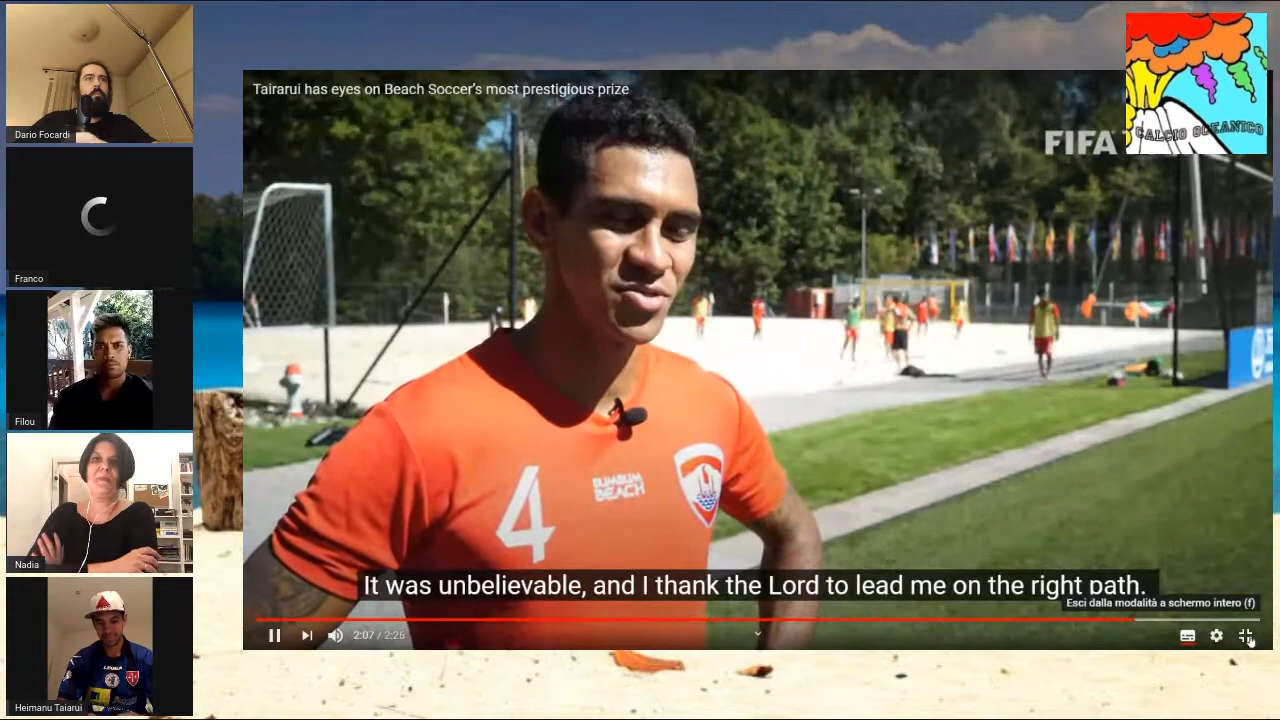 Dario Focardi
Franco
Filou
Nadia
Heimanu Taiarui
Tairarui has eyes on Beach Soccer's most prestigious prize
FIFA
CALCIO OCEANICO
4
BUMBUM
BEACH
It was unbelievable, and I thank the Lord to lead me on the right path.
Esci dalla modalità a schermo intero (f)
2:07 / 2:26
LEGEA